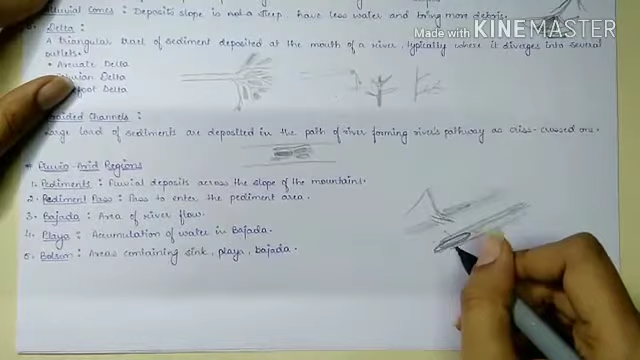 Alluvial Cones : Deposits slope is not a steep, have less water and bring more debris.
Made with KINEMASTER
Delta :
A triangular tract of sediment deposited at the mouth of a river, typically where it diverges into several
outlets.
• Arcuate Delta
Delta
foot Delta
Braided Channels :
Large load of sediments are deposited in the path of river forming river's pathway as criss-crossed one.
* Fluvio-Arid Regions
1. Pediments : Fluvial deposits across the slope of the mountains.
2. Pediment Pass : Pass to enter the pediment area.
3. Bajada : Area of river flow.
4. Playa : Accumulation of water in Bajada.
5. Bolson : Areas containing sink, playa, bajada.